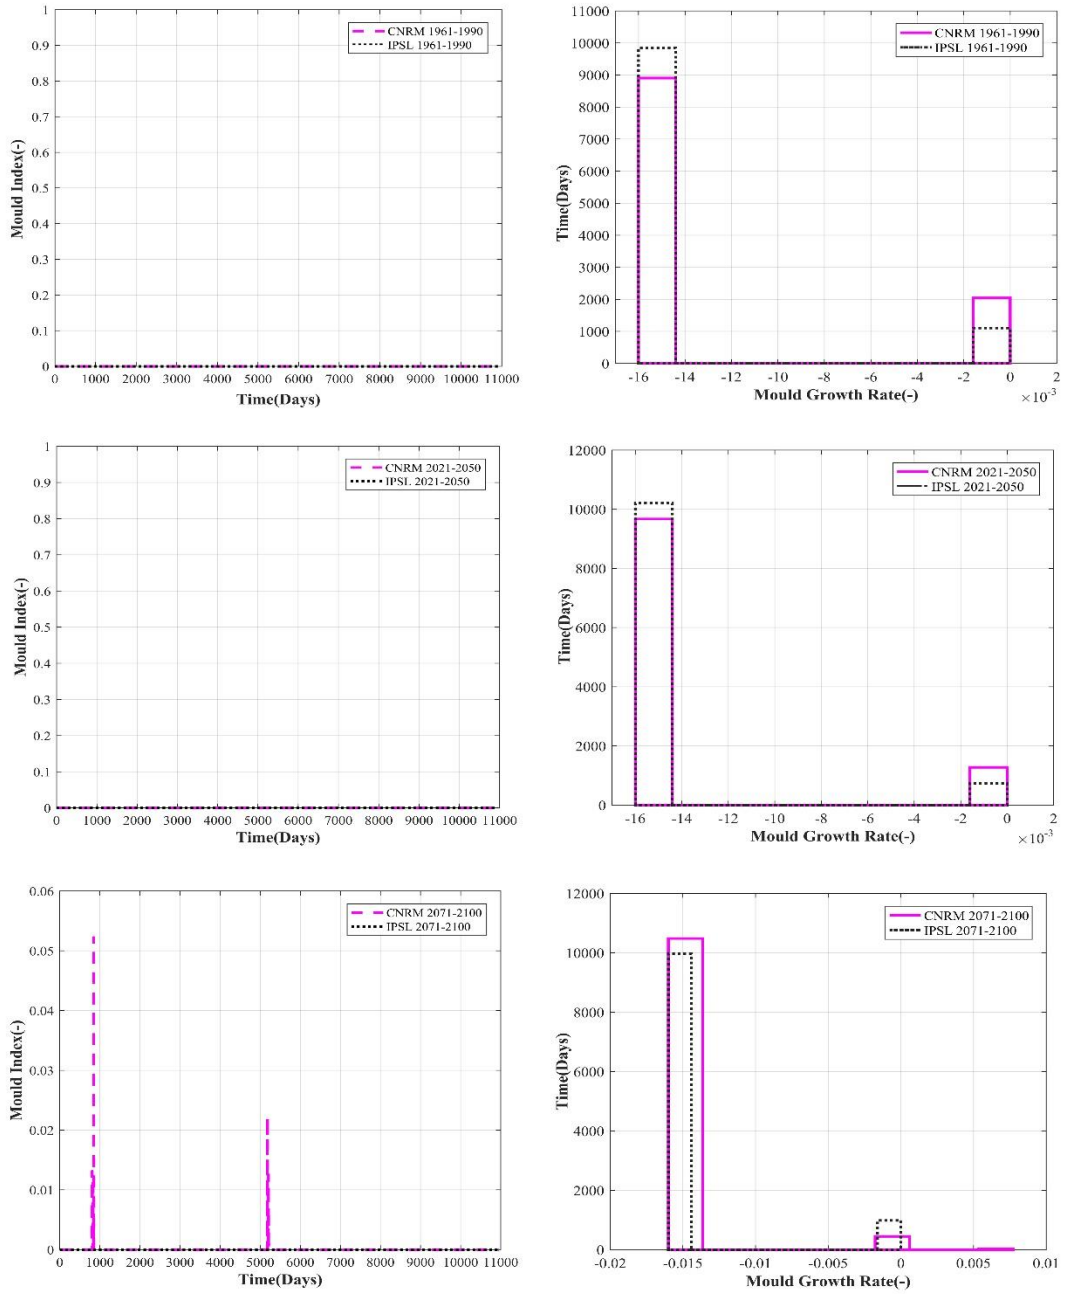 1
0.9
0.8
0.7
0.6
0.5
0.4
0.3
0.2
0.1
0
Mould Index(-)
CNRM 1961-1990
IPSL 1961-1990
0 1000 2000 3000 4000 5000 6000 7000 8000 9000 10000 11000
Time(Days)
11000
10000
9000
8000
7000
6000
5000
4000
3000
2000
1000
0
Time(Days)
CNRM 1961-1990
IPSL 1961-1990
-16 -14 -12 -10 -8 -6 -4 -2 0 2
Mould Growth Rate(-)
×10⁻³
1
0.9
0.8
0.7
0.6
0.5
0.4
0.3
0.2
0.1
0
Mould Index(-)
CNRM 2021-2050
IPSL 2021-2050
0 1000 2000 3000 4000 5000 6000 7000 8000 9000 10000 11000
Time(Days)
12000
10000
8000
6000
4000
2000
0
Time(Days)
CNRM 2021-2050
IPSL 2021-2050
-16 -14 -12 -10 -8 -6 -4 -2 0 2
Mould Growth Rate(-)
×10⁻³
0.06
0.05
0.04
0.03
0.02
0.01
0
Mould Index(-)
CNRM 2071-2100
IPSL 2071-2100
0 1000 2000 3000 4000 5000 6000 7000 8000 9000 10000 11000
Time(Days)
12000
10000
8000
6000
4000
2000
0
Time(Days)
CNRM 2071-2100
IPSL 2071-2100
-0.02 -0.015 -0.01 -0.005 0 0.005 0.01
Mould Growth Rate(-)